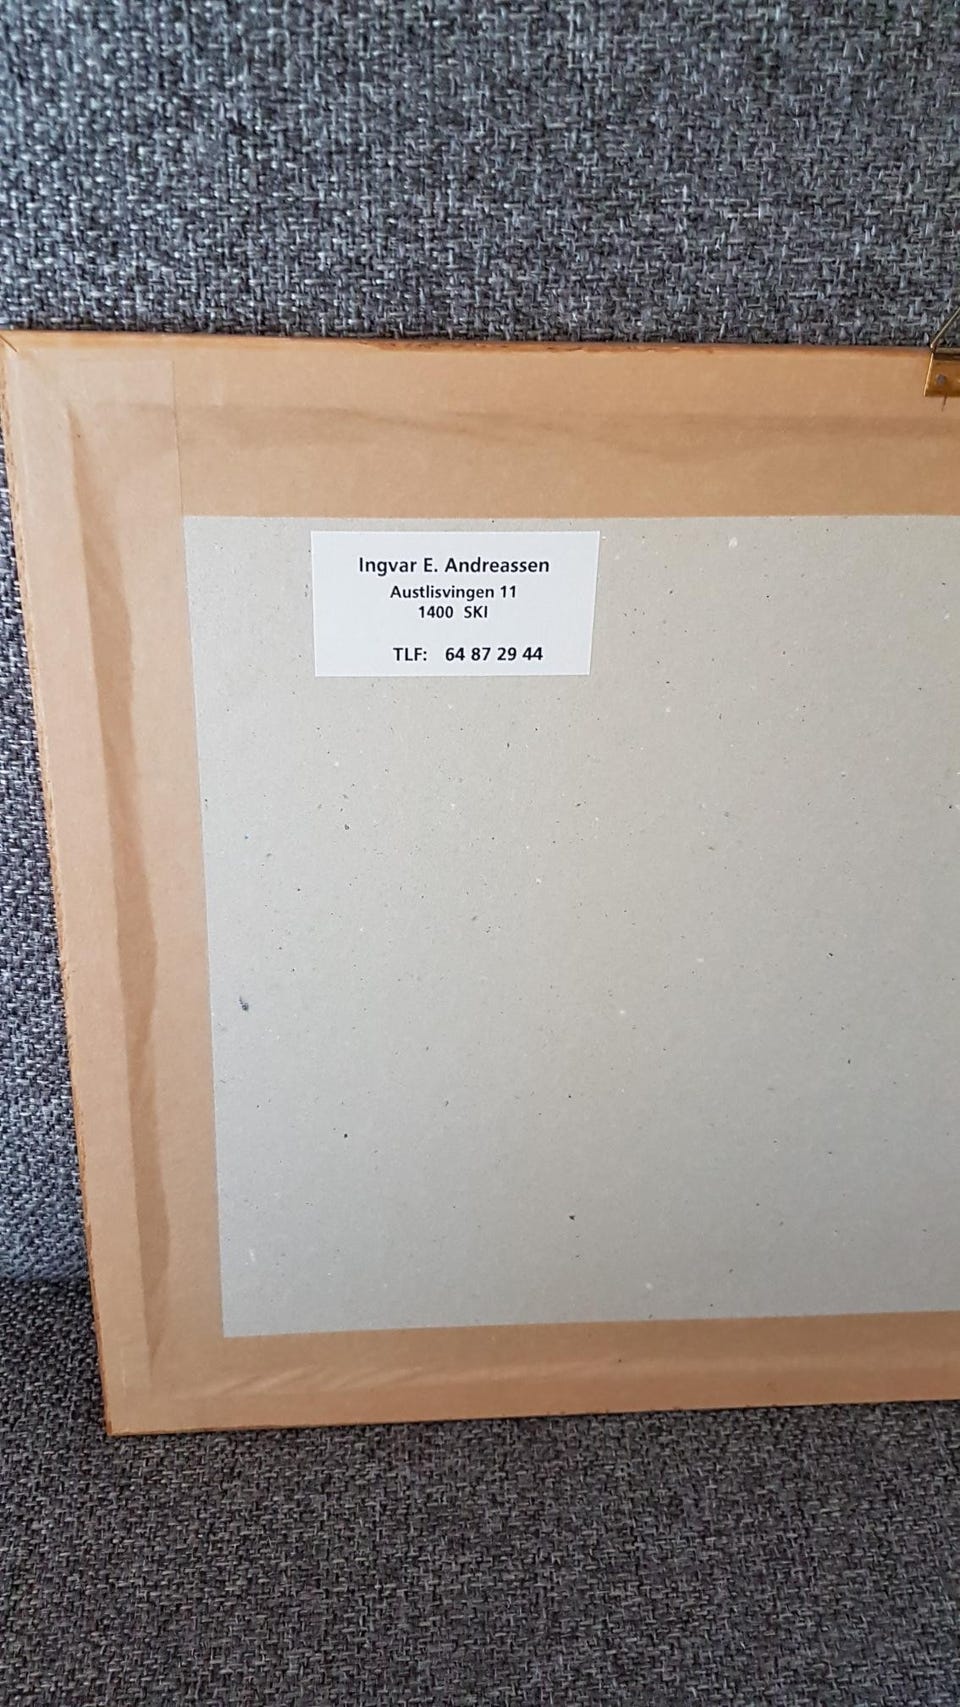 Ingvar E. Andreassen
Austlisvingen 11
1400 SKI
TLF: 64 87 29 44